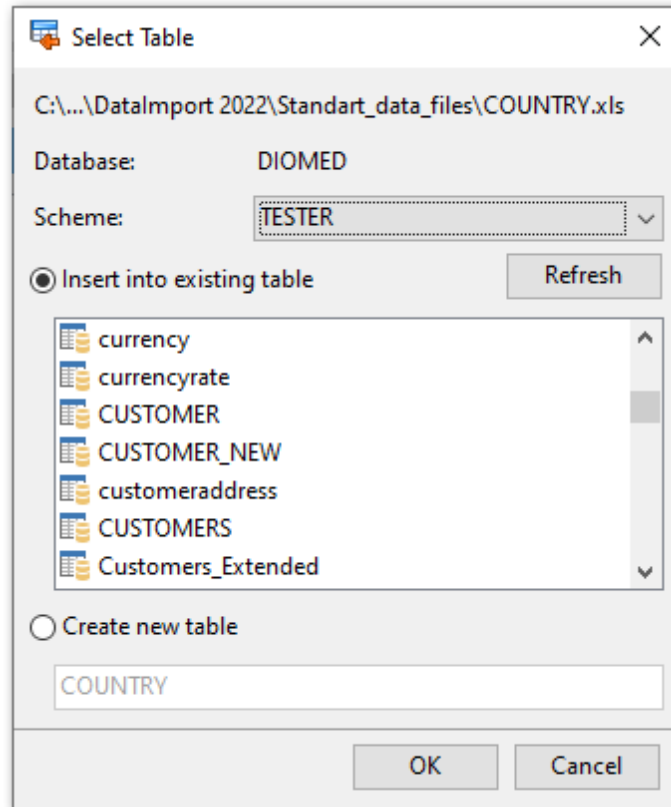 Select Table
C:\...\DataImport 2022\Standart_data_files\COUNTRY.xls
Database: DIOMED
Scheme: TESTER
Insert into existing table Refresh
currency
currencyrate
CUSTOMER
CUSTOMER_NEW
customeraddress
CUSTOMERS
Customers_Extended
Create new table
COUNTRY
OK Cancel